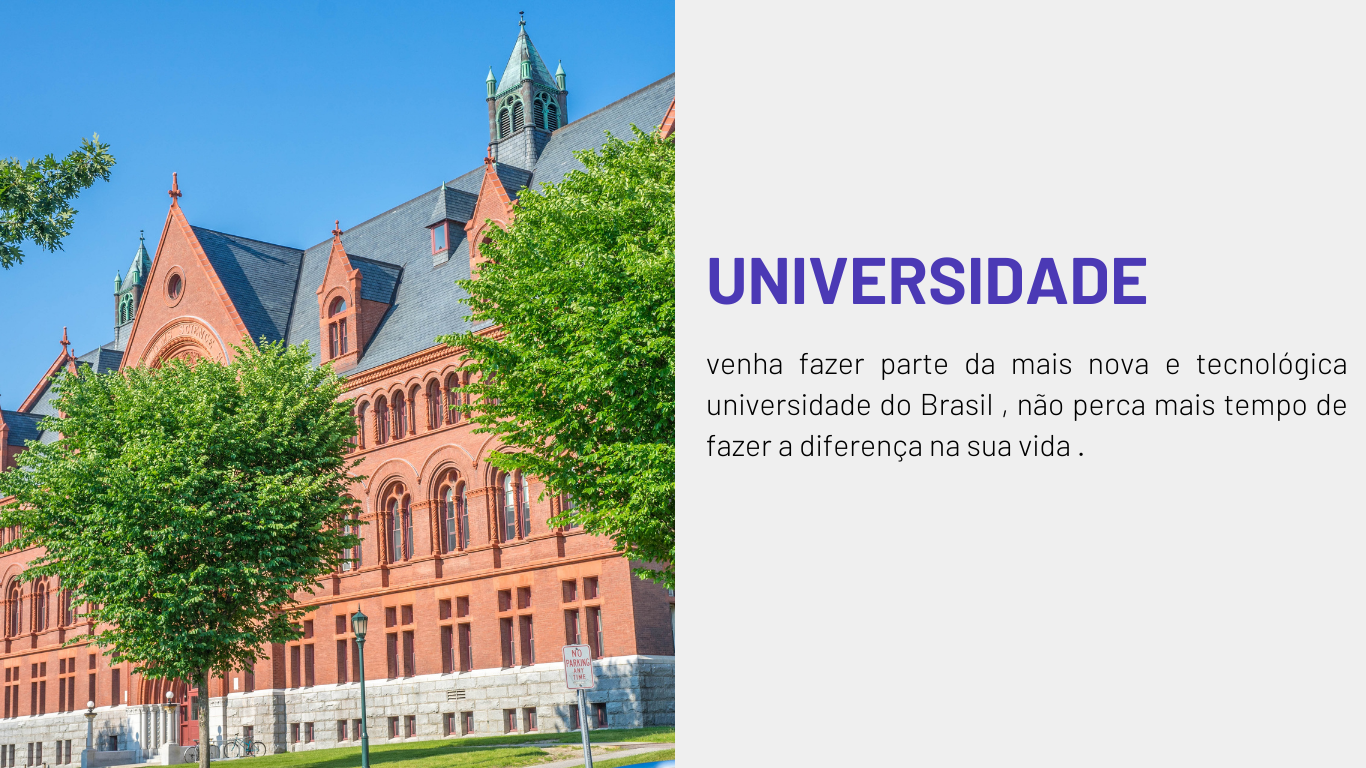 UNIVERSIDADE
venha fazer parte da mais nova e tecnológica
universidade do Brasil , não perca mais tempo de
fazer a diferença na sua vida .
NO
PARKING
ANY
TIME